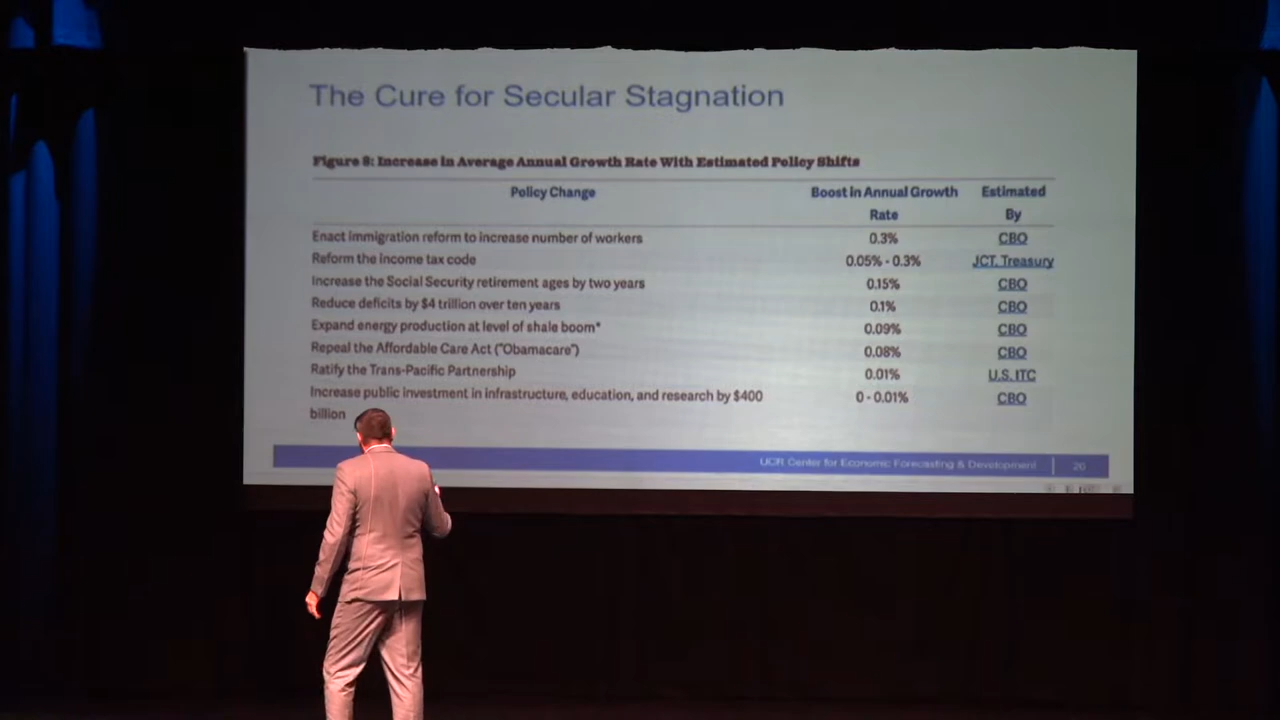 The Cure for Secular Stagnation
Figure 8: Increase in Average Annual Growth Rate With Estimated Policy Shifts
Policy Change Boost in Annual Growth Estimated
Rate By
Enact immigration reform to increase number of workers 0.3% CBO
Reform the income tax code 0.05% - 0.3% JCT, Treasury
Increase the Social Security retirement ages by two years 0.15% CBO
Reduce deficits by $4 trillion over ten years 0.1% CBO
Expand energy production at level of shale boom* 0.09% CBO
Repeal the Affordable Care Act ("Obamacare") 0.08% CBO
Ratify the Trans-Pacific Partnership 0.01% U.S. ITC
Increase public investment in infrastructure, education, and research by $400 0 - 0.01% CBO
billion
UCR Center for Economic Forecasting & Development 20